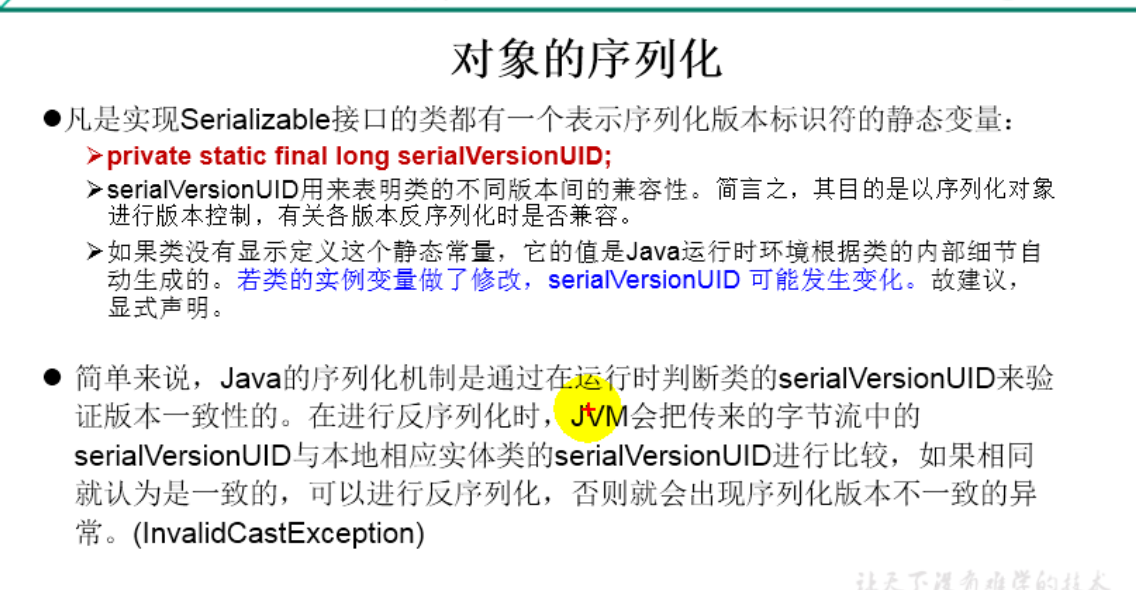 对象的序列化
●凡是实现Serializable接口的类都有一个表示序列化版本标识符的静态变量：
➢private static final long serialVersionUID;
➢serialVersionUID用来表明类的不同版本间的兼容性。简言之，其目的是以序列化对象
进行版本控制，有关各版本反序列化时是否兼容。
➢如果类没有显示定义这个静态常量，它的值是Java运行时环境根据类的内部细节自
动生成的。若类的实例变量做了修改，serialVersionUID 可能发生变化。故建议，
显式声明。
● 简单来说，Java的序列化机制是通过在运行时判断类的serialVersionUID来验
证版本一致性的。在进行反序列化时，JVM会把传来的字节流中的
serialVersionUID与本地相应实体类的serialVersionUID进行比较，如果相同
就认为是一致的，可以进行反序列化，否则就会出现序列化版本不一致的异
常。(InvalidCastException)
让天下没有难学的技术